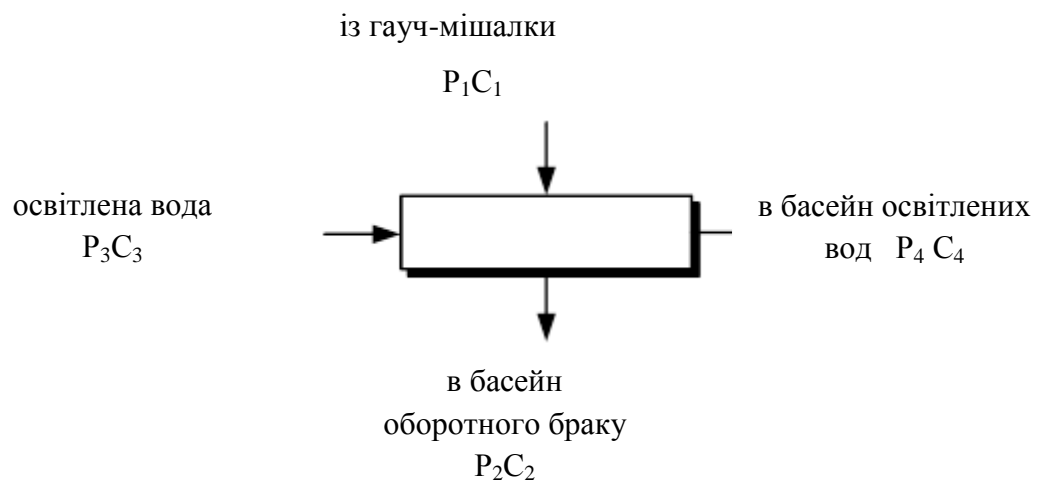 із гауч-мішалки
P₁C₁
освітлена вода
P₃C₃
в басейн освітлених
вод P₄ C₄
в басейн
оборотного браку
P₂C₂